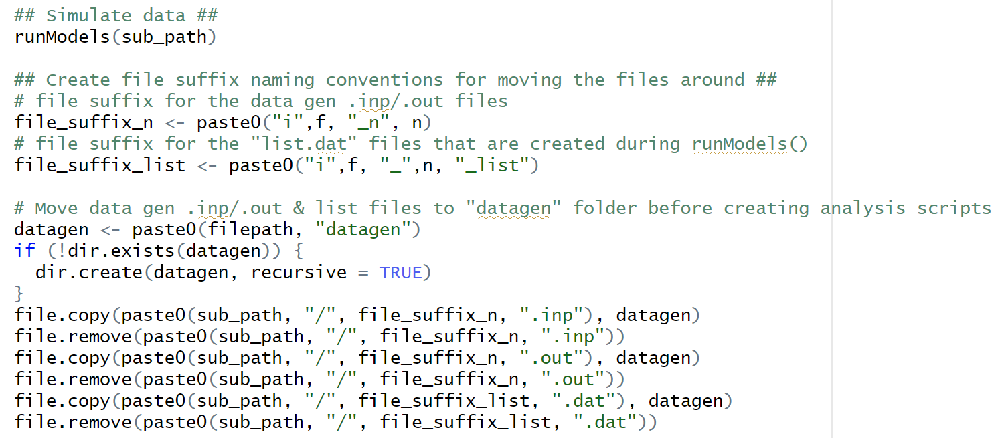 ## Simulate data ##
runModels(sub_path)
## Create file suffix naming conventions for moving the files around ##
# file suffix for the data gen .inp/.out files
file_suffix_n <- paste0("i",f, "_n", n)
# file suffix for the "list.dat" files that are created during runModels()
file_suffix_list <- paste0("i",f, "_",n, "_list")
# Move data gen .inp/.out & list files to "datagen" folder before creating analysis scripts
datagen <- paste0(filepath, "datagen")
if (!dir.exists(datagen)) {
  dir.create(datagen, recursive = TRUE)
}
file.copy(paste0(sub_path, "/", file_suffix_n, ".inp"), datagen)
file.remove(paste0(sub_path, "/", file_suffix_n, ".inp"))
file.copy(paste0(sub_path, "/", file_suffix_n, ".out"), datagen)
file.remove(paste0(sub_path, "/", file_suffix_n, ".out"))
file.copy(paste0(sub_path, "/", file_suffix_list, ".dat"), datagen)
file.remove(paste0(sub_path, "/", file_suffix_list, ".dat"))